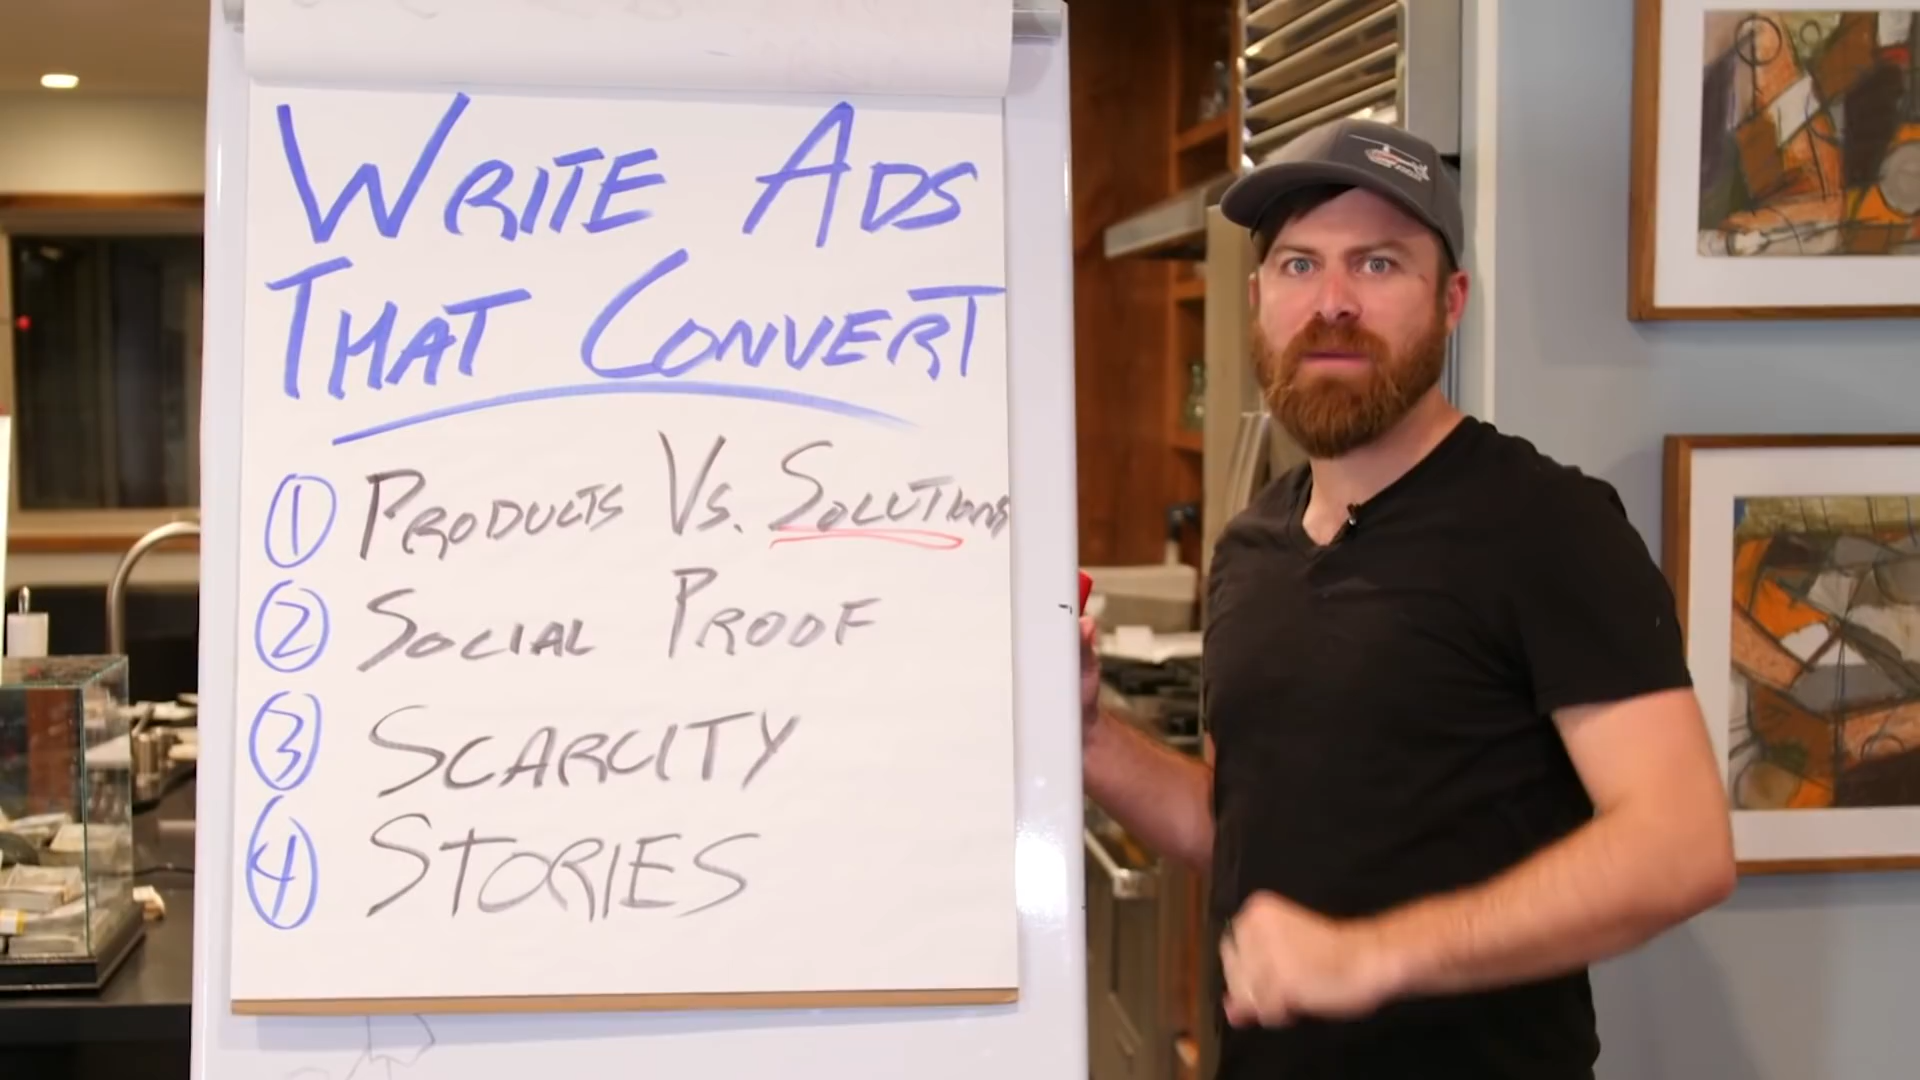 WRITE ADS
THAT CONVERT
1 PRODUCTS VS. SOLUTIONS
2 SOCIAL PROOF
3 SCARCITY
4 STORIES